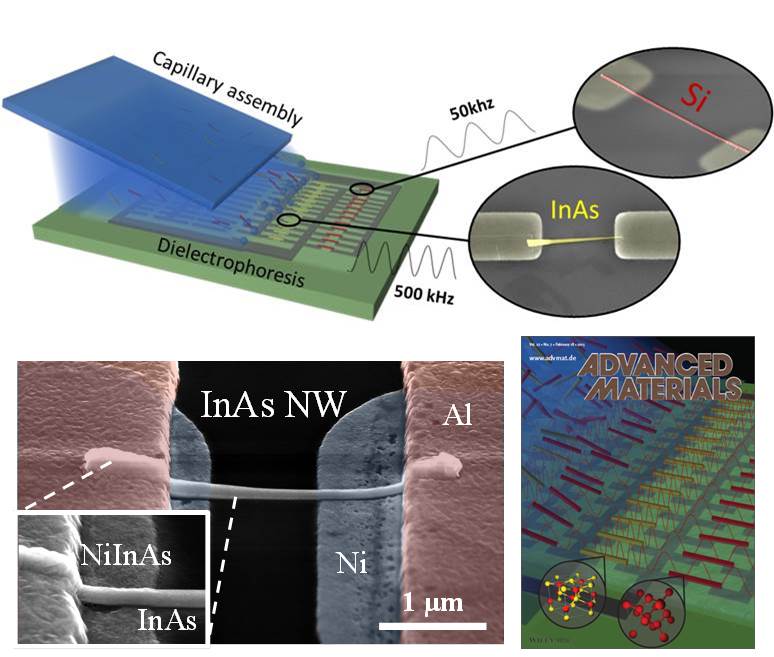 Capillary assembly
50khz
Si
InAs
Dielectrophoresis
500 kHz
InAs NW
Al
NiInAs
InAs
Ni
1 μm
www.advmat.de
ADVANCED
MATERIALS